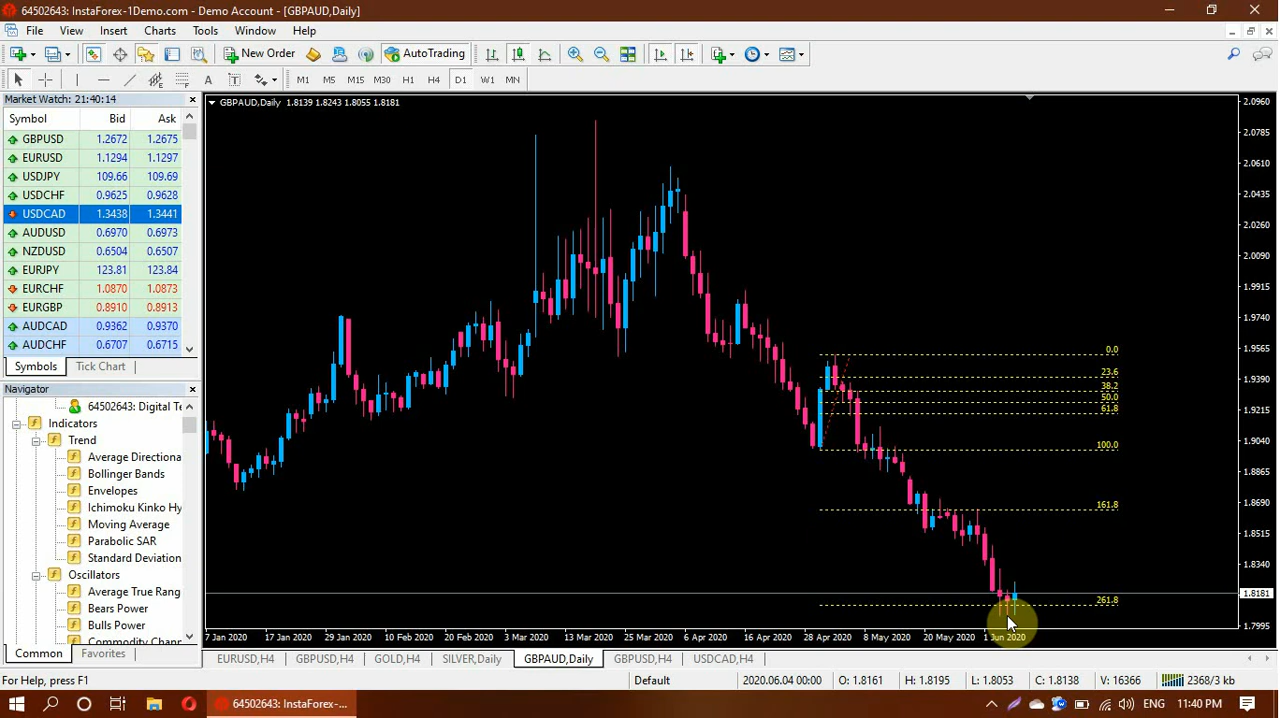 64502643: InstaForex-1Demo.com - Demo Account - [GBPAUD,Daily]
File View Insert Charts Tools Window Help
New Order AutoTrading
M1 M5 M15 M30 H1 H4 D1 W1 MN
Market Watch: 21:40:14
Symbol Bid Ask
GBPUSD 1.2672 1.2675
EURUSD 1.1294 1.1297
USDJPY 109.66 109.69
USDCHF 0.9625 0.9628
USDCAD 1.3438 1.3441
AUDUSD 0.6970 0.6973
NZDUSD 0.6504 0.6507
EURJPY 123.81 123.84
EURCHF 1.0870 1.0873
EURGBP 0.8910 0.8913
AUDCAD 0.9362 0.9370
AUDCHF 0.6707 0.6715
Symbols Tick Chart
Navigator
64502643: Digital Te
Indicators
Trend
Average Directiona
Bollinger Bands
Envelopes
Ichimoku Kinko Hy
Moving Average
Parabolic SAR
Standard Deviation
Oscillators
Average True Rang
Bears Power
Bulls Power
Commodity Chann
Common Favorites
GBPAUD,Daily 1.8139 1.8243 1.8055 1.8181
2.0960
2.0785
2.0610
2.0435
2.0260
2.0090
1.9915
1.9740
1.9565
1.9390
1.9215
1.9040
1.8865
1.8690
1.8515
1.8340
1.8181
1.7995
0.0
23.6
38.2
50.0
61.8
100.0
161.8
261.8
7 Jan 2020 17 Jan 2020 29 Jan 2020 10 Feb 2020 20 Feb 2020 3 Mar 2020 13 Mar 2020 25 Mar 2020 6 Apr 2020 16 Apr 2020 28 Apr 2020 8 May 2020 20 May 2020 1 Jun 2020
EURUSD,H4 GBPUSD,H4 GOLD,H4 SILVER,Daily GBPAUD,Daily GBPUSD,H4 USDCAD,H4
For Help, press F1 Default 2020.06.04 00:00 O: 1.8161 H: 1.8195 L: 1.8053 C: 1.8138 V: 16366 2368/3 kb
64502643: InstaForex-... ENG 11:40 PM